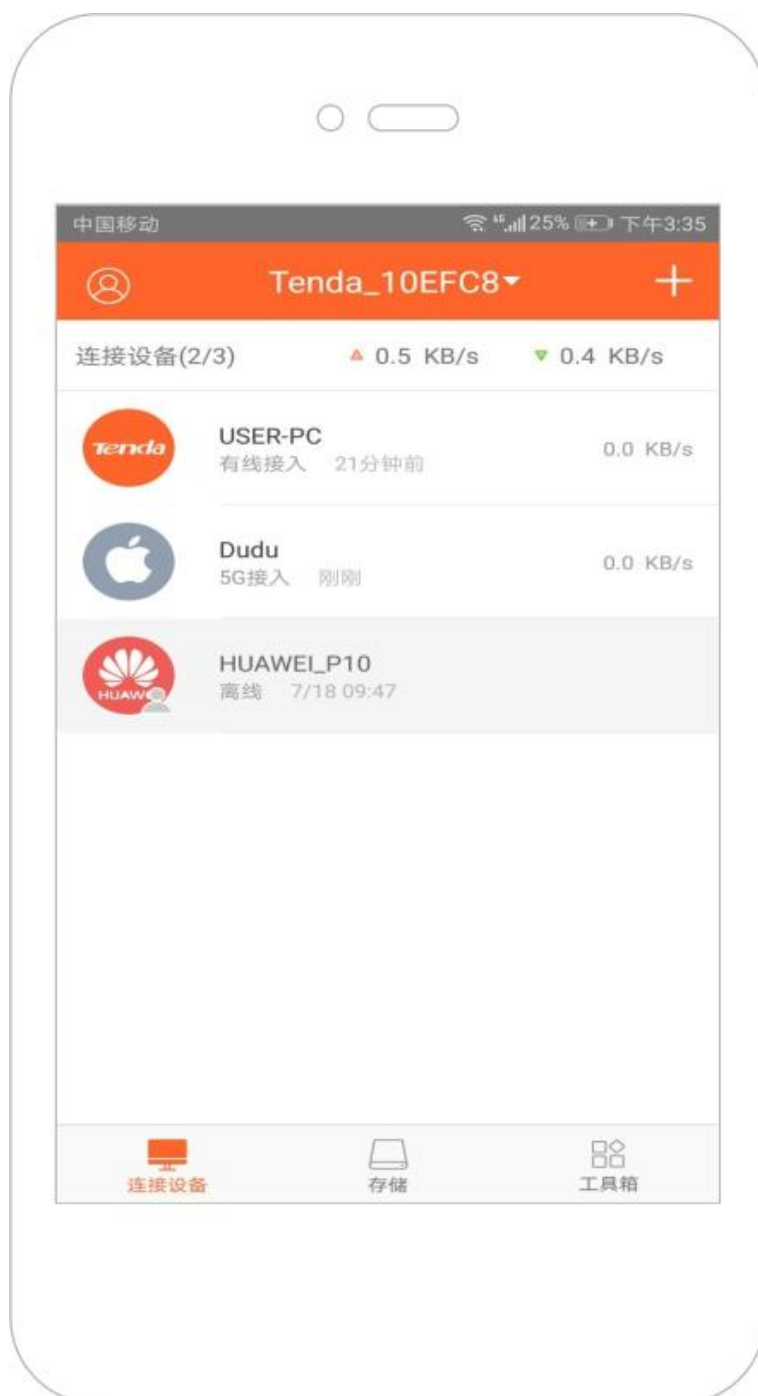 中国移动 46 25% 下午3:35
Tenda_10EFC8
连接设备(2/3) 0.5 KB/s 0.4 KB/s
Tenda
USER-PC
有线接入 21分钟前 0.0 KB/s
Dudu
5G接入 刚刚 0.0 KB/s
HUAWEI_P10
HUAW
离线 7/18 09:47
连接设备 存储 工具箱